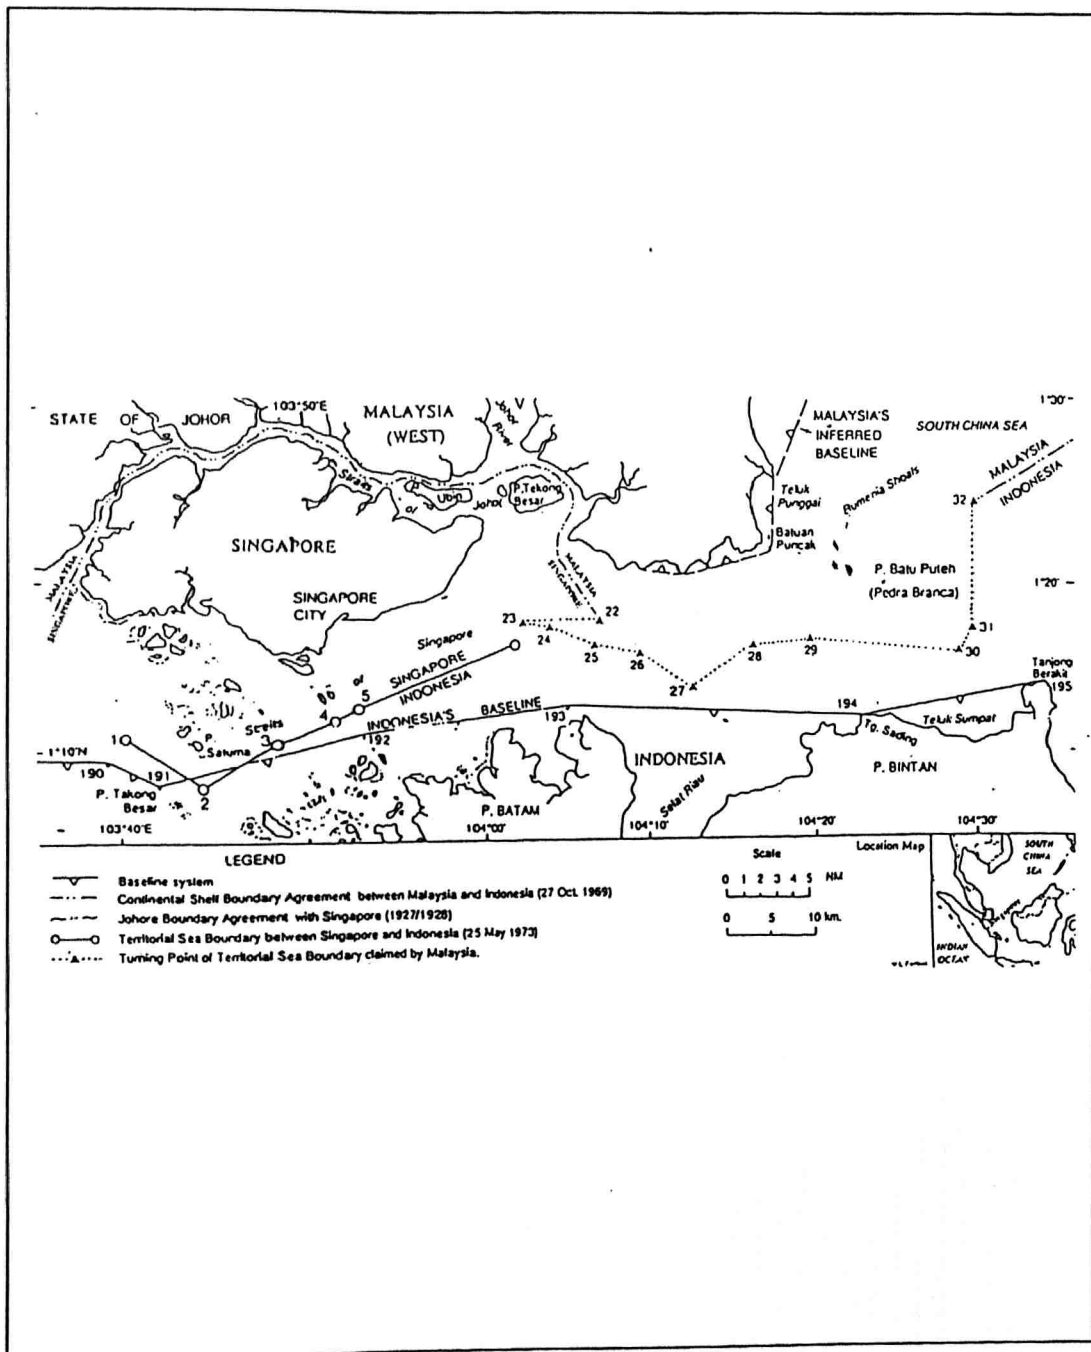 STATE OF JOHOR
103°50'E
MALAYSIA
(WEST)
Johor
River
MALAYSIA'S
INFERRED
BASELINE
SOUTH CHINA SEA
1°30'
MALAYSIA
INDONESIA
32
Straits
of
Johor
Ubin
P. Tekong
Besar
Teluk
Punggai
Rumenia Shoals
Batuan
Puncak
SINGAPORE
MALAYSIA
SINGAPORE
MALAYSIA
SINGAPORE
P. Batu Puteh
(Pedra Branca)
1°20'
SINGAPORE
CITY
23
22
24
25
26
27
28
29
30
31
Singapore
of
Straits
SINGAPORE
INDONESIA
Tanjong
Berakit
195
1
2
3
4
5
P.
Satumu
INDONESIA'S BASELINE
192
193
194
Tg. Sading
Teluk Sumpat
1°10'N
190
191
P. Takong
Besar
INDONESIA
P. BATAM
Selat Riau
P. BINTAN
103°40'E
104°00'
104°10'
104°20'
104°30'
LEGEND
Baseline system
Continental Shelf Boundary Agreement between Malaysia and Indonesia (27 Oct. 1969)
Johore Boundary Agreement with Singapore (1927/1928)
Territorial Sea Boundary between Singapore and Indonesia (25 May 1973)
Turning Point of Territorial Sea Boundary claimed by Malaysia.
Scale
0 1 2 3 4 5 NM
0 5 10 km.
Location Map
SOUTH
CHINA
SEA
INDIAN
OCEAN